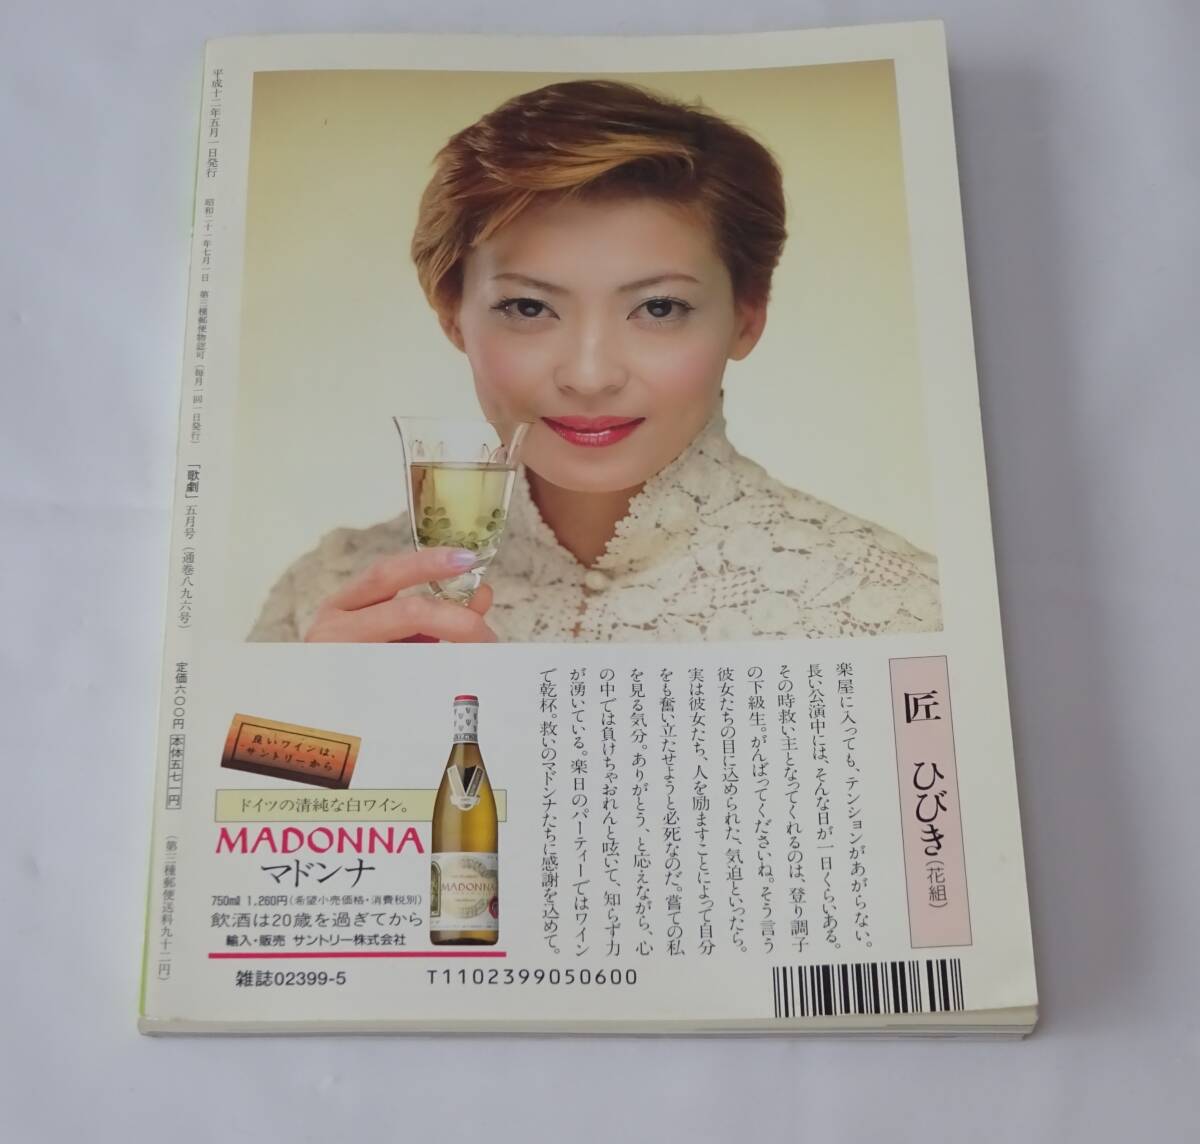 平成十二年五月一日発行
昭和二十一年七月一日 第三種郵便物認可(毎月一回一日発行)
「歌劇」五月号(通巻八九六号)
定価六〇〇円 本体五七一円
(第三種郵便送料九十二円)
匠 ひびき(花組)
楽屋に入っても、テンションがあがらない。
長い公演中には、そんな日が一日くらいある。
その時救い主となってくれるのは、登り調子
の下級生。がんばってくださいね。そう言う
彼女たちの目に込められた、気迫といったら。
実は彼女たち、人を励ますことによって自分
をも奮い立たせようと必死なのだ。嘗ての私
を見る気分。ありがとう、と応えながら、心
の中では負けちゃおれんと呟いて、知らず力
が湧いている。楽日のパーティーではワイン
で乾杯。救いのマドンナたちに感謝を込めて。
良いワインは、
サントリーから
ドイツの清純な白ワイン。
MADONNA
マドンナ
750ml 1,260円(希望小売価格・消費税別)
飲酒は20歳を過ぎてから
輸入・販売 サントリー株式会社
MADONNA
雑誌02399-5
T1102399050600